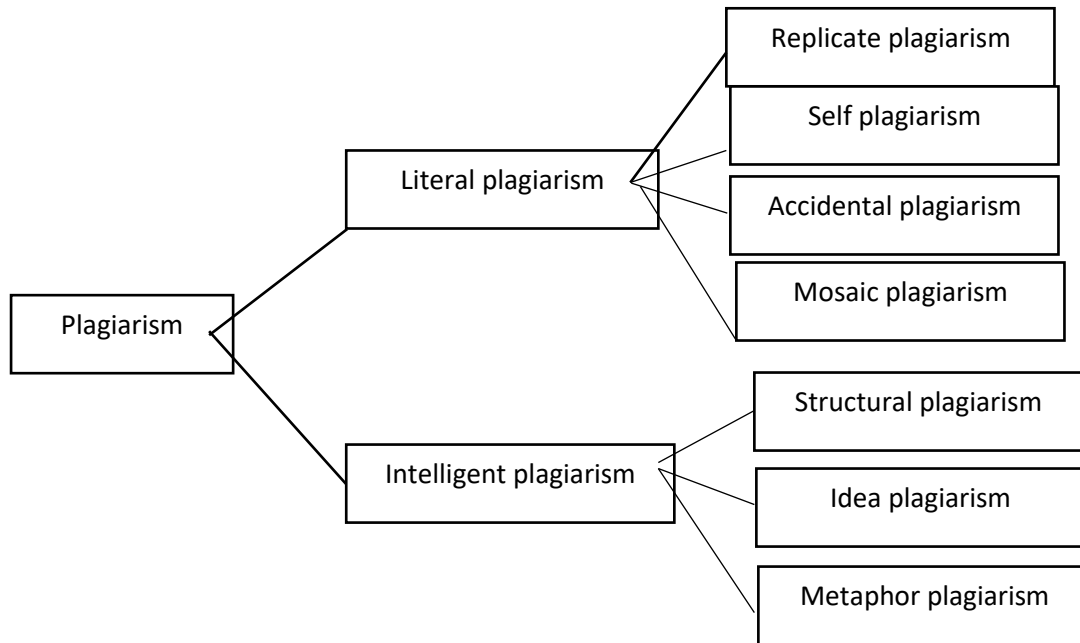 Plagiarism
Literal plagiarism
Replicate plagiarism
Self plagiarism
Accidental plagiarism
Mosaic plagiarism
Intelligent plagiarism
Structural plagiarism
Idea plagiarism
Metaphor plagiarism